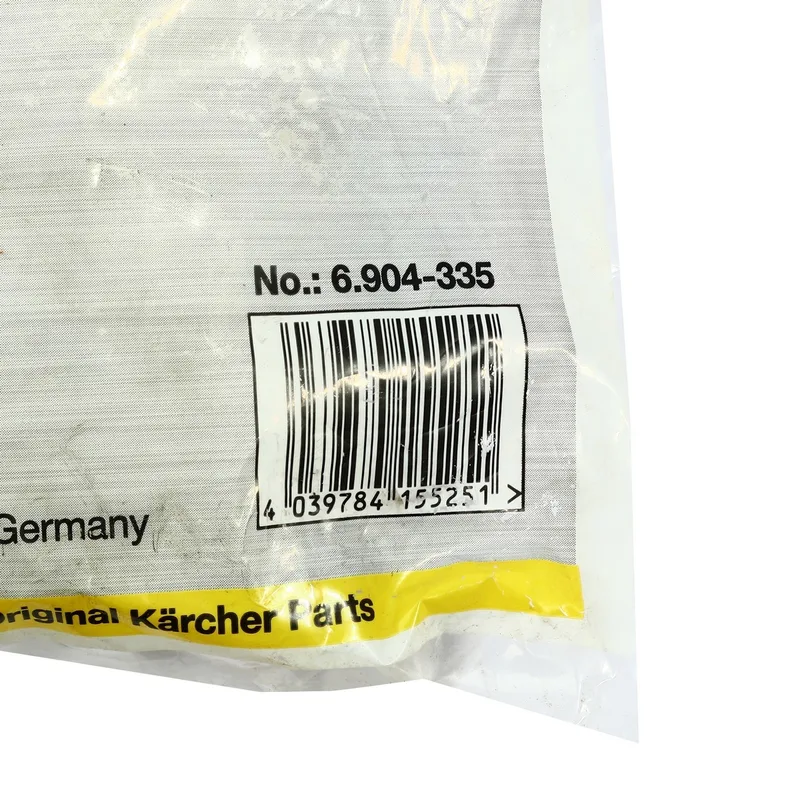 No.: 6.904-335
4 039784 155251 >
Germany
original Kärcher Parts